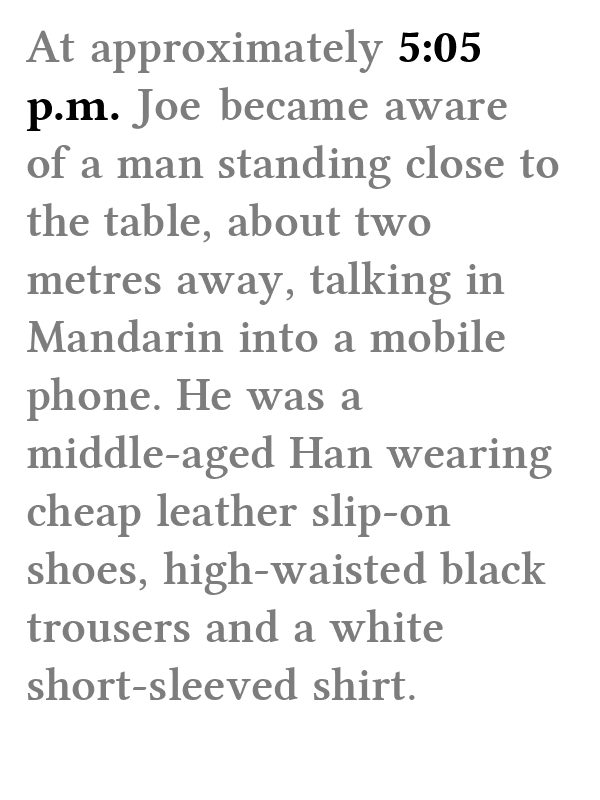 At approximately 5:05
p.m. Joe became aware
of a man standing close to
the table, about two
metres away, talking in
Mandarin into a mobile
phone. He was a
middle-aged Han wearing
cheap leather slip-on
shoes, high-waisted black
trousers and a white
short-sleeved shirt.